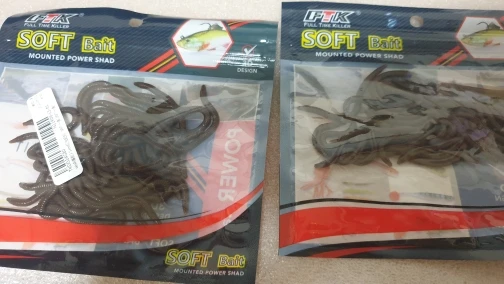 FTK
FULL TIME KILLER
SOFT Bait
MOUNTED POWER SHAD
DESIGN
POWER
SOFT Bait
MOUNTED POWER SHAD
FTK
FULL TIME KILLER
SOFT Bait
MOUNTED POWER SHAD